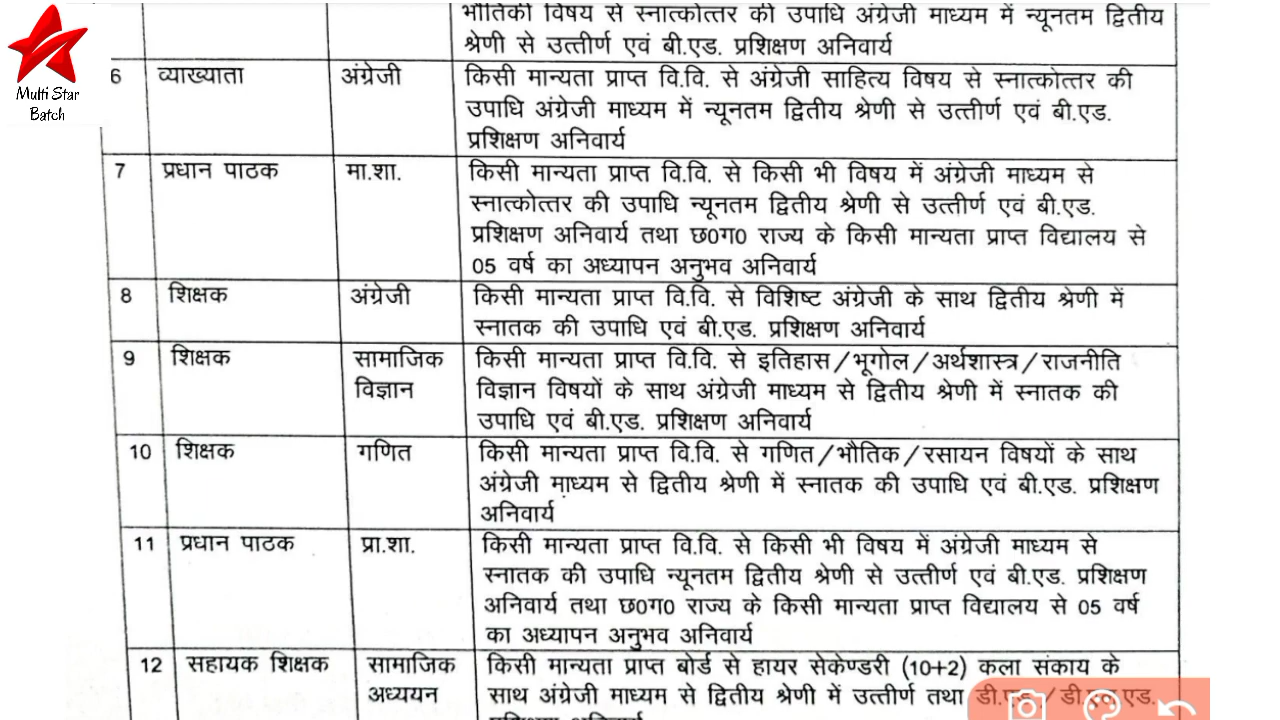 Multi Star
Batch
भौतिकी विषय से स्नात्कोत्तर की उपाधि अंग्रेजी माध्यम में न्यूनतम द्वितीय
श्रेणी से उत्तीर्ण एवं बी.एड. प्रशिक्षण अनिवार्य
6 व्याख्याता अंग्रेजी किसी मान्यता प्राप्त वि.वि. से अंग्रेजी साहित्य विषय से स्नात्कोत्तर की
उपाधि अंग्रेजी माध्यम में न्यूनतम द्वितीय श्रेणी से उत्तीर्ण एवं बी.एड.
प्रशिक्षण अनिवार्य
7 प्रधान पाठक मा.शा. किसी मान्यता प्राप्त वि.वि. से किसी भी विषय में अंग्रेजी माध्यम से
स्नात्कोत्तर की उपाधि न्यूनतम द्वितीय श्रेणी से उत्तीर्ण एवं बी.एड.
प्रशिक्षण अनिवार्य तथा छ0ग0 राज्य के किसी मान्यता प्राप्त विद्यालय से
05 वर्ष का अध्यापन अनुभव अनिवार्य
8 शिक्षक अंग्रेजी किसी मान्यता प्राप्त वि.वि. से विशिष्ट अंग्रेजी के साथ द्वितीय श्रेणी में
स्नातक की उपाधि एवं बी.एड. प्रशिक्षण अनिवार्य
9 शिक्षक सामाजिक किसी मान्यता प्राप्त वि.वि. से इतिहास/भूगोल/अर्थशास्त्र/राजनीति
विज्ञान विज्ञान विषयों के साथ अंग्रेजी माध्यम से द्वितीय श्रेणी में स्नातक की
उपाधि एवं बी.एड. प्रशिक्षण अनिवार्य
10 शिक्षक गणित किसी मान्यता प्राप्त वि.वि. से गणित/भौतिक/रसायन विषयों के साथ
अंग्रेजी माध्यम से द्वितीय श्रेणी में स्नातक की उपाधि एवं बी.एड. प्रशिक्षण
अनिवार्य
11 प्रधान पाठक प्रा.शा. किसी मान्यता प्राप्त वि.वि. से किसी भी विषय में अंग्रेजी माध्यम से
स्नातक की उपाधि न्यूनतम द्वितीय श्रेणी से उत्तीर्ण एवं बी.एड. प्रशिक्षण
अनिवार्य तथा छ0ग0 राज्य के किसी मान्यता प्राप्त विद्यालय से 05 वर्ष
का अध्यापन अनुभव अनिवार्य
12 सहायक शिक्षक सामाजिक किसी मान्यता प्राप्त बोर्ड से हायर सेकेण्डरी (10+2) कला संकाय के
अध्ययन साथ अंग्रेजी माध्यम से द्वितीय श्रेणी में उत्तीर्ण तथा डी.एड./डी.एल.एड.